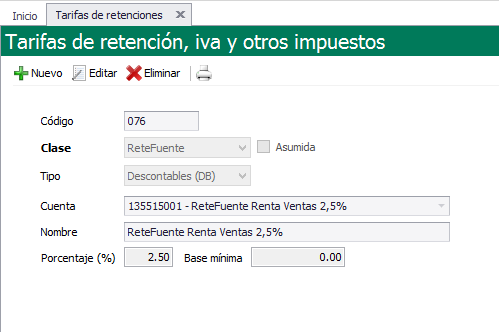 Inicio Tarifas de retenciones x
Tarifas de retención, iva y otros impuestos
Nuevo Editar Eliminar
Código 076
Clase ReteFuente Asumida
Tipo Descontables (DB)
Cuenta 135515001 - ReteFuente Renta Ventas 2,5%
Nombre ReteFuente Renta Ventas 2,5%
Porcentaje (%) 2.50 Base mínima 0.00